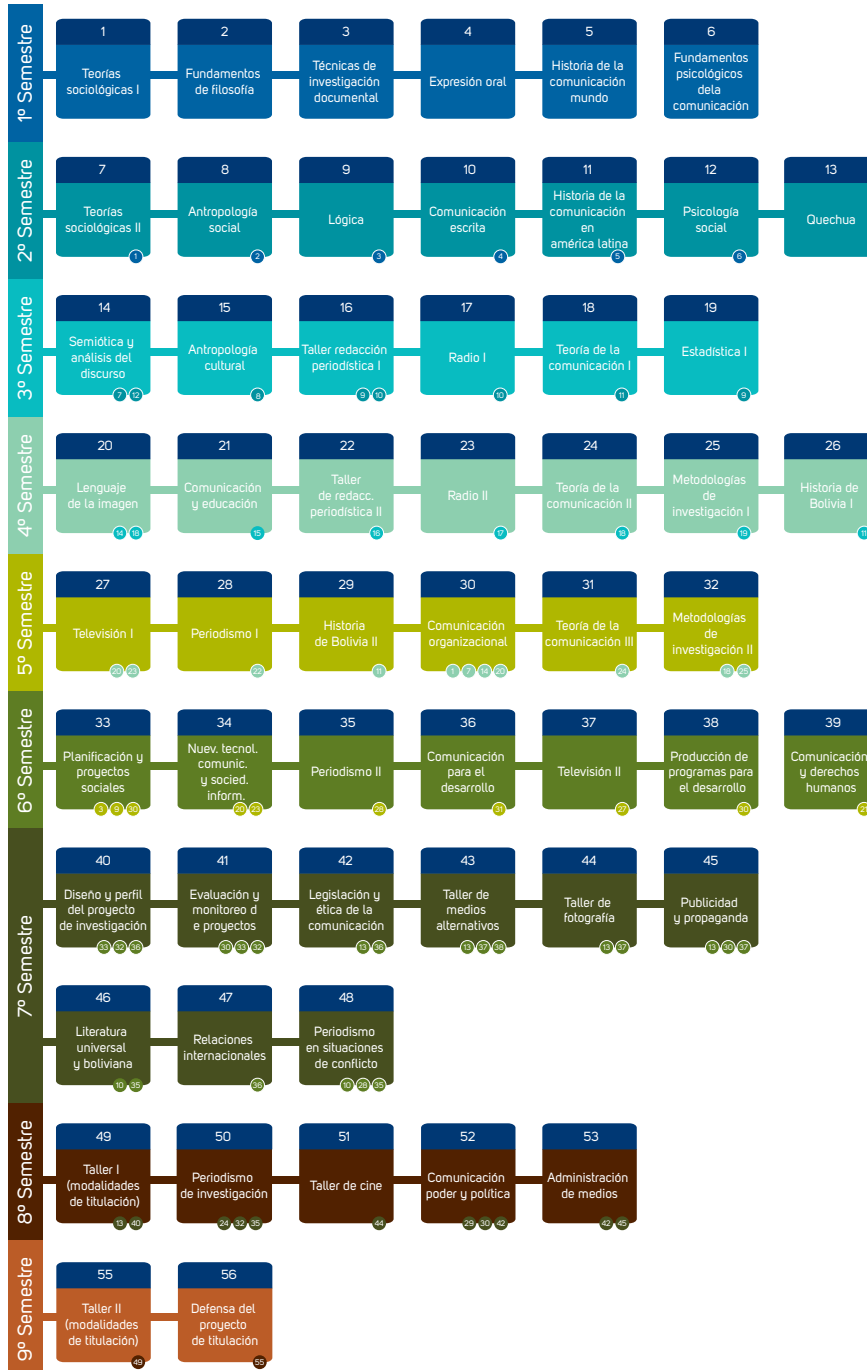 1º Semestre
1
Teorías
sociológicas I
2
Fundamentos
de filosofía
3
Técnicas de
investigación
documental
4
Expresión oral
5
Historia de la
comunicación
mundo
6
Fundamentos
psicológicos
dela
comunicación
2º Semestre
7
Teorías
sociológicas II
1
8
Antropología
social
2
9
Lógica
3
10
Comunicación
escrita
4
11
Historia de la
comunicación
en
américa latina
5
12
Psicología
social
6
13
Quechua
3º Semestre
14
Semiótica y
análisis del
discurso
7 12
15
Antropología
cultural
8
16
Taller redacción
periodística I
9 10
17
Radio I
10
18
Teoría de la
comunicación I
11
19
Estadística I
9
4º Semestre
20
Lenguaje
de la imagen
14 18
21
Comunicación
y educación
15
22
Taller
de redacc.
periodística II
16
23
Radio II
17
24
Teoría de la
comunicación II
18
25
Metodologías
de
investigación I
19
26
Historia de
Bolivia I
11
5º Semestre
27
Televisión I
20 23
28
Periodismo I
22
29
Historia
de Bolivia II
11
30
Comunicación
organizacional
1 7 14 20
31
Teoría de la
comunicación III
24
32
Metodologías
de
investigación II
18 25
6º Semestre
33
Planificación y
proyectos
sociales
3 9 30
34
Nuev. tecnol.
comunic.
y socied.
inform.
20 23
35
Periodismo II
28
36
Comunicación
para el
desarrollo
31
37
Televisión II
27
38
Producción de
programas para
el desarrollo
30
39
Comunicación
y derechos
humanos
21
7º Semestre
40
Diseño y perfil
del proyecto
de investigación
33 32 36
41
Evaluación y
monitoreo d
e proyectos
30 33 32
42
Legislación y
ética de la
comunicación
13 36
43
Taller de
medios
alternativos
13 37 38
44
Taller de
fotografía
13 37
45
Publicidad
y propaganda
13 30 37
46
Literatura
universal
y boliviana
10 35
47
Relaciones
internacionales
36
48
Periodismo
en situaciones
de conflicto
10 28 35
8º Semestre
49
Taller I
(modalidades
de titulación)
13 40
50
Periodismo
de investigación
24 32 35
51
Taller de cine
44
52
Comunicación
poder y política
29 30 42
53
Administración
de medios
42 45
9º Semestre
55
Taller II
(modalidades
de titulación)
49
56
Defensa del
proyecto
de titulación
55